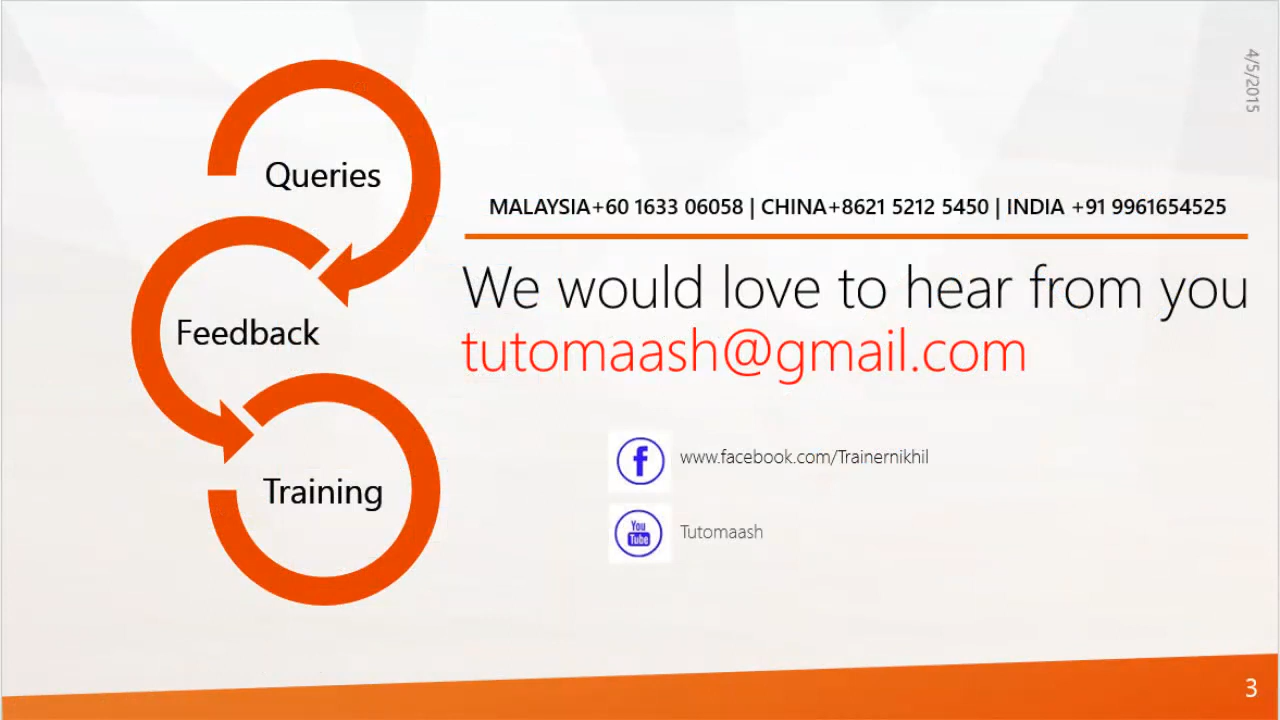 4/5/2015
Queries
MALAYSIA+60 1633 06058 | CHINA+8621 5212 5450 | INDIA +91 9961654525
We would love to hear from you
Feedback
tutomaash@gmail.com
www.facebook.com/Trainernikhil
Training
You
Tube
Tutomaash
3